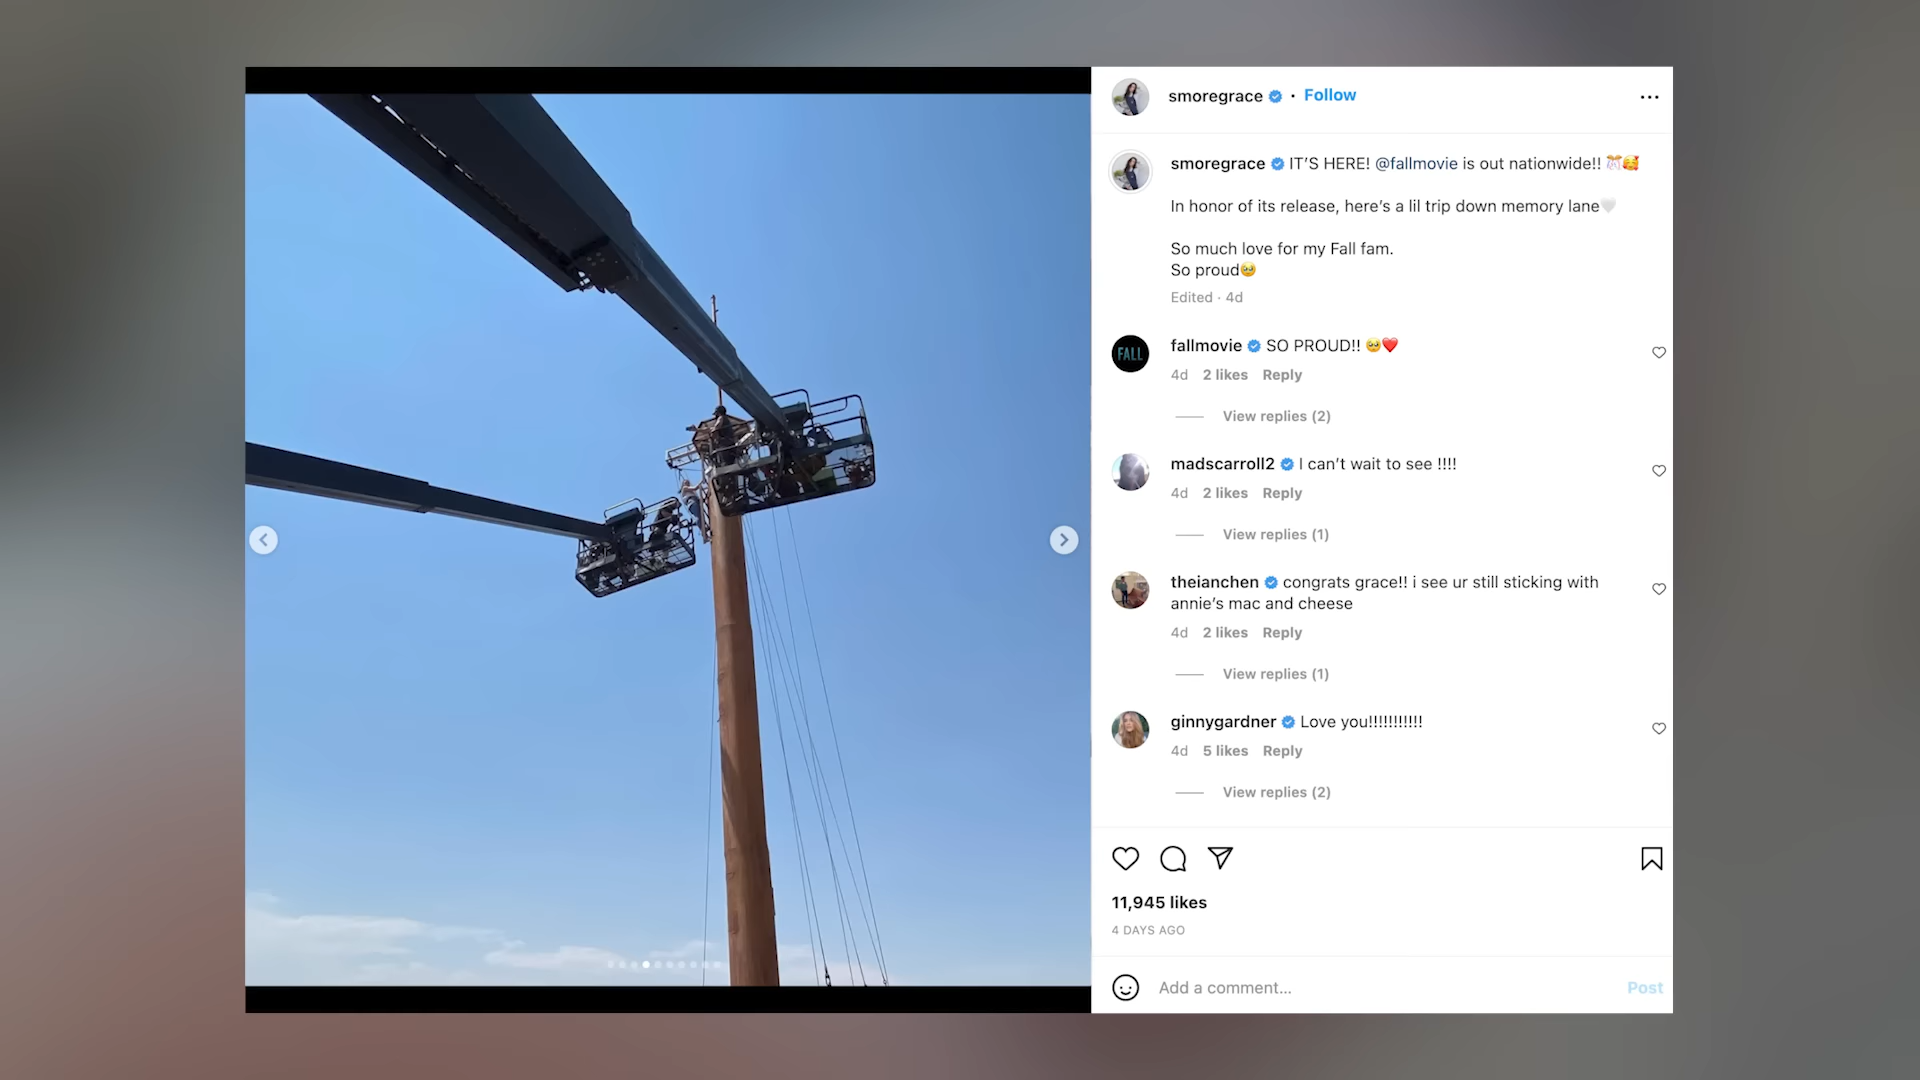 smoregrace • Follow
smoregrace IT’S HERE! @fallmovie is out nationwide!! 🎊🥰
In honor of its release, here’s a lil trip down memory lane🤍
So much love for my Fall fam.
So proud🥹
Edited · 4d
FALL
fallmovie SO PROUD!! 🥹❤️
4d 2 likes Reply
View replies (2)
madscarroll2 I can’t wait to see !!!!
4d 2 likes Reply
View replies (1)
theianchen congrats grace!! i see ur still sticking with
annie’s mac and cheese
4d 2 likes Reply
View replies (1)
ginnygardner Love you!!!!!!!!!!!
4d 5 likes Reply
View replies (2)
11,945 likes
4 DAYS AGO
Add a comment... Post